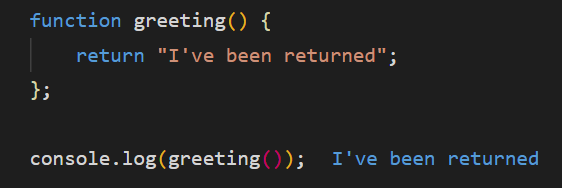 function greeting() {
    return "I've been returned";
};
console.log(greeting());  I've been returned